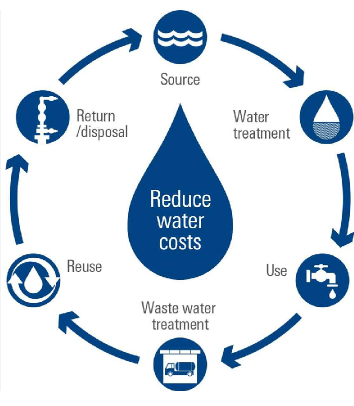 Source
Water
treatment
Use
Waste water
treatment
Reuse
Return
/disposal
Reduce
water
costs